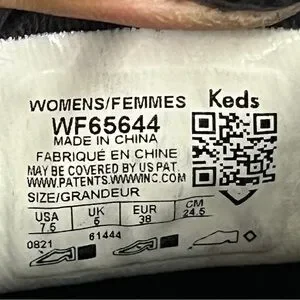 WOMENS/FEMMES Keds
WF65644
MADE IN CHINA
FABRIQUÉ EN CHINE
MAY BE COVERED BY US PAT
WWW.PATENTS.WWWINC.COM
SIZE/GRANDEUR
USA UK EUR CM
7.5 5 38 24.5
0821 61444